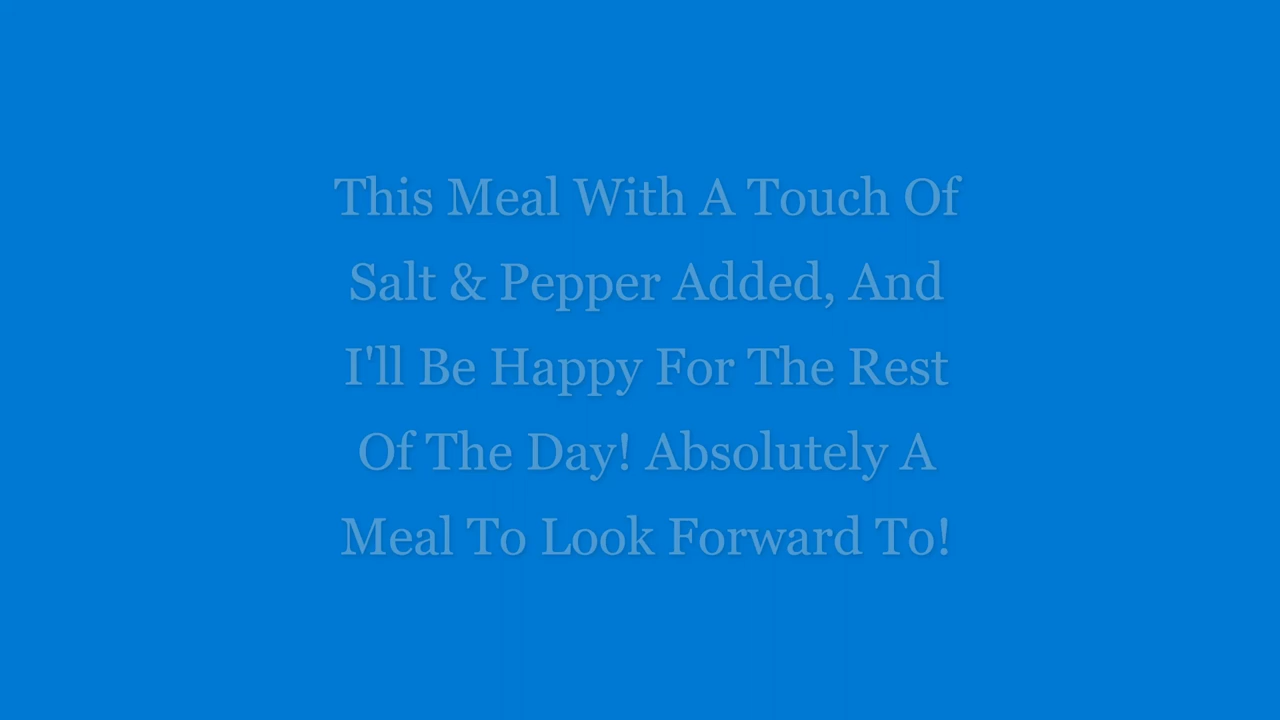 This Meal With A Touch Of
Salt & Pepper Added, And
I'll Be Happy For The Rest
Of The Day! Absolutely A
Meal To Look Forward To!